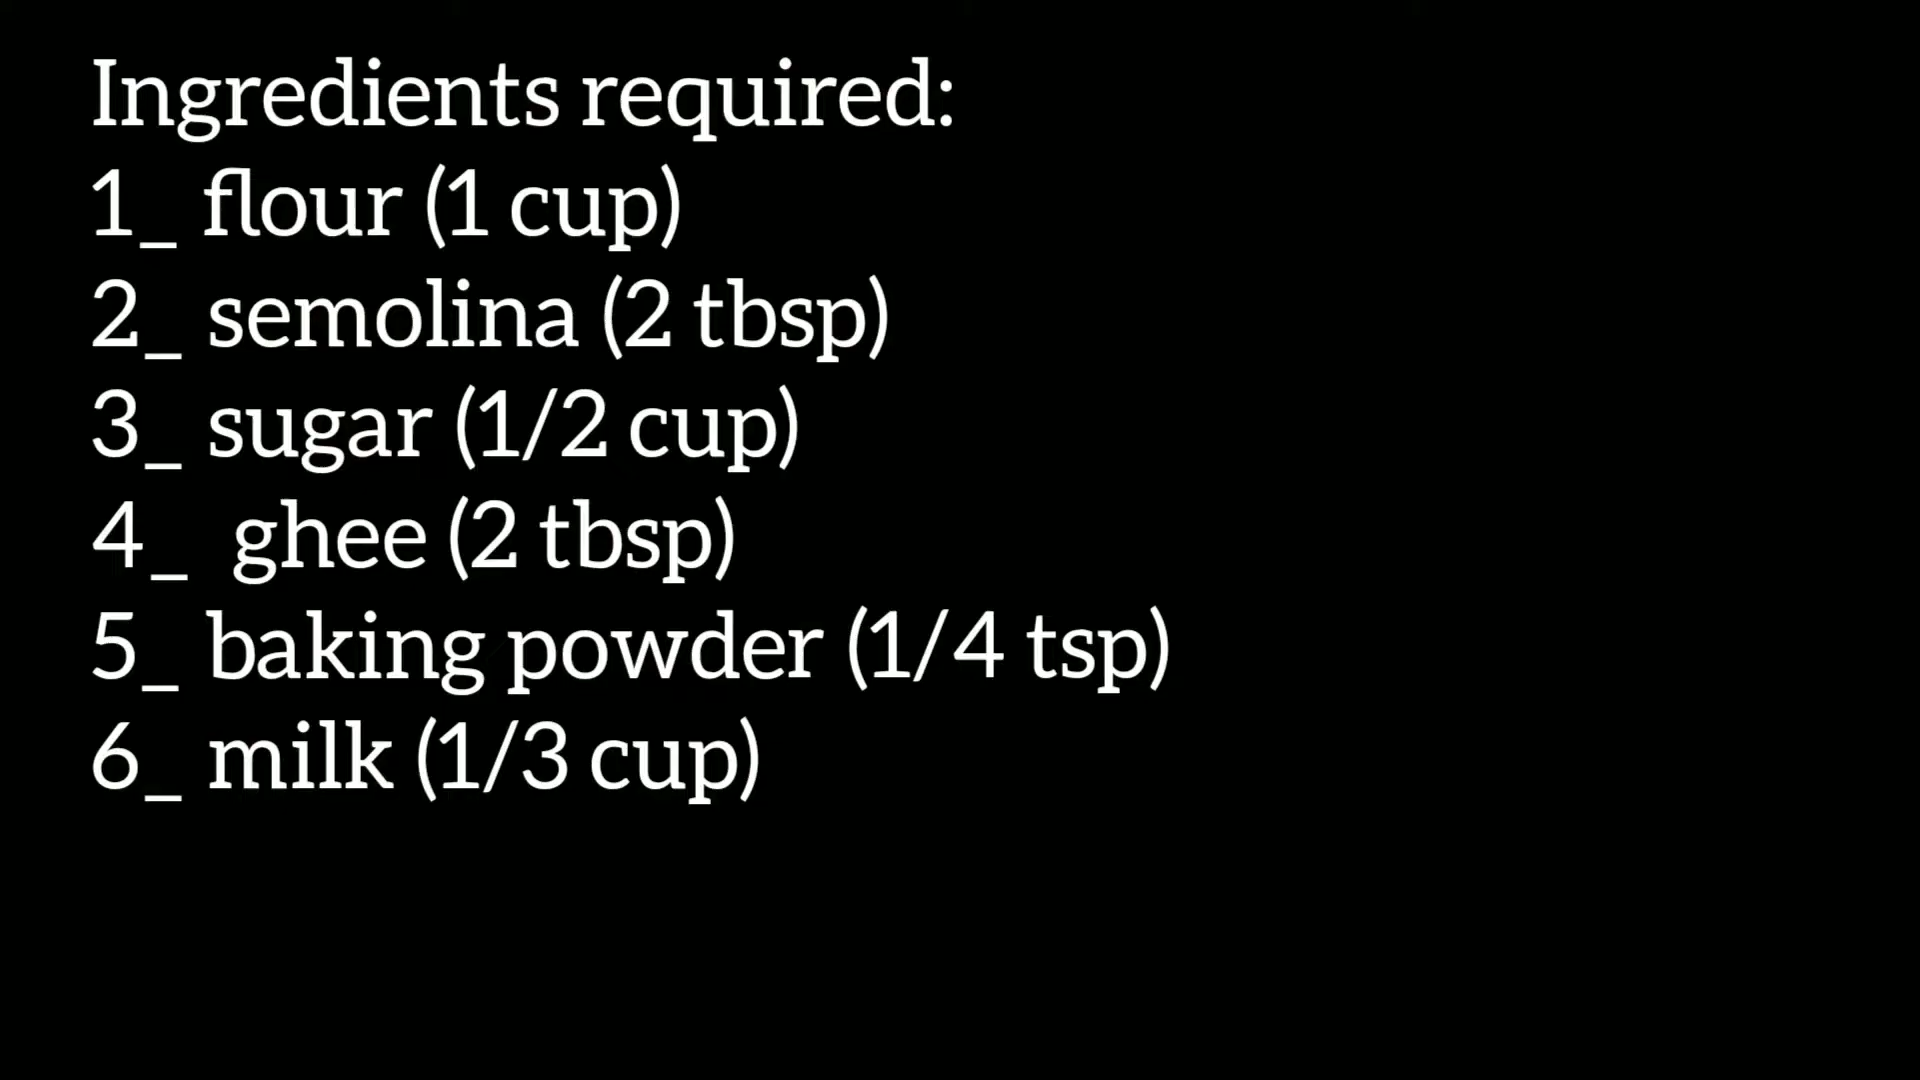 Ingredients required:
1_ flour (1 cup)
2_ semolina (2 tbsp)
3_ sugar (1/2 cup)
4_  ghee (2 tbsp)
5_ baking powder (1/4 tsp)
6_ milk (1/3 cup)